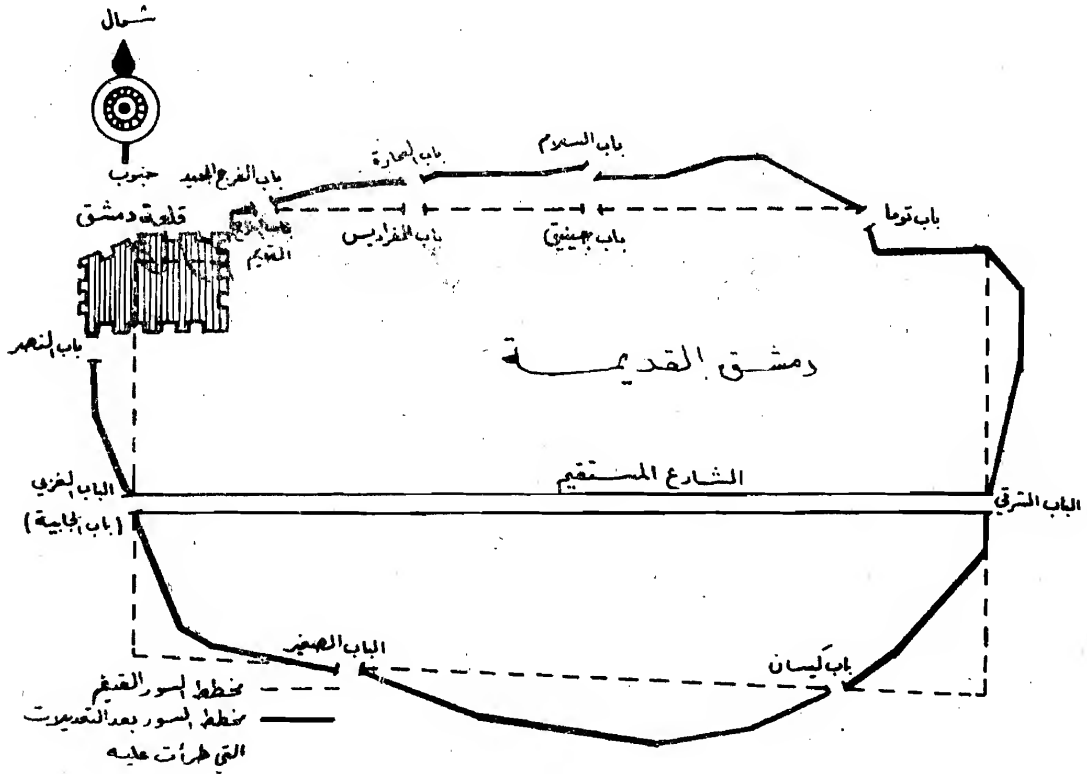 شمال
جنوب
باب السلام
باب العمارة
باب الفرج الجديد
قلعة دمشق
باب توما
القديم
باب الفراديس
باب جينيق
باب النصر
دمشق القديمة
الشارع المستقيم
الباب الغربي
(باب الجابية)
الباب الشرقي
الباب الصغير
باب كيسان
مخطط السور القديم
مخطط السور بعد التعديلات
التي طرأت عليه